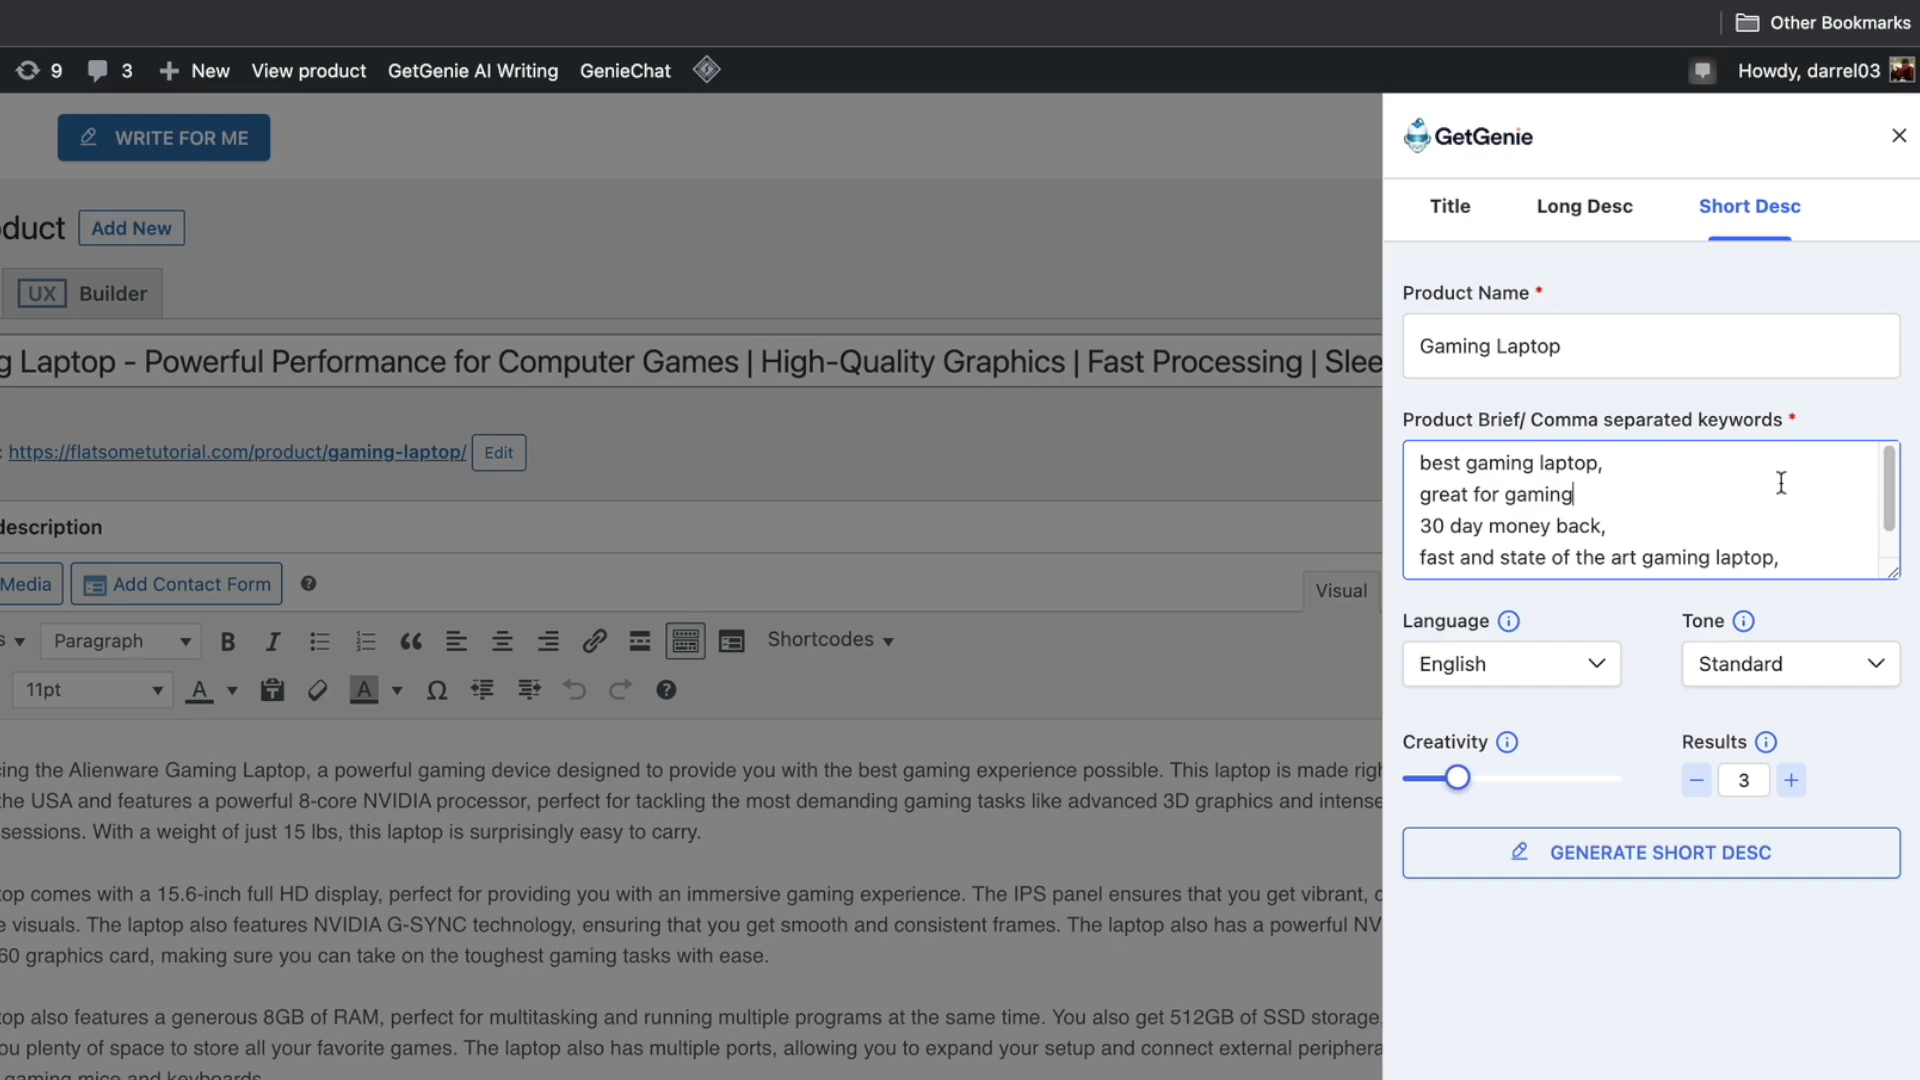 Other Bookmarks
9 3 New View product GetGenie AI Writing GenieChat Howdy, darrel03
WRITE FOR ME
GetGenie
Title Long Desc Short Desc
duct Add New
UX Builder
Product Name *
Gaming Laptop
g Laptop - Powerful Performance for Computer Games | High-Quality Graphics | Fast Processing | Slee
Product Brief/ Comma separated keywords *
best gaming laptop,
great for gaming
30 day money back,
fast and state of the art gaming laptop,
: https://flatsometutorial.com/product/gaming-laptop/ Edit
description
Media Add Contact Form
Visual
Language Tone
English Standard
s Paragraph B I Shortcodes
11pt A A Ω
Creativity Results
3
GENERATE SHORT DESC
cing the Alienware Gaming Laptop, a powerful gaming device designed to provide you with the best gaming experience possible. This laptop is made righ
the USA and features a powerful 8-core NVIDIA processor, perfect for tackling the most demanding gaming tasks like advanced 3D graphics and intense
sessions. With a weight of just 15 lbs, this laptop is surprisingly easy to carry.
top comes with a 15.6-inch full HD display, perfect for providing you with an immersive gaming experience. The IPS panel ensures that you get vibrant,
e visuals. The laptop also features NVIDIA G-SYNC technology, ensuring that you get smooth and consistent frames. The laptop also has a powerful NV
60 graphics card, making sure you can take on the toughest gaming tasks with ease.
top also features a generous 8GB of RAM, perfect for multitasking and running multiple programs at the same time. You also get 512GB of SSD storage
ou plenty of space to store all your favorite games. The laptop also has multiple ports, allowing you to expand your setup and connect external periphera
gaming mice and keyboards